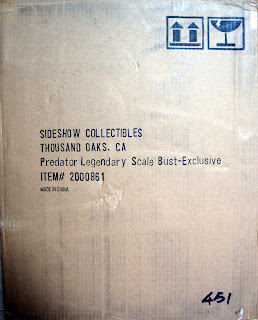 SIDESHOW COLLECTIBLES
THOUSAND OAKS. CA
Predator Legendary Scale Bust-Exclusive
ITEM# 2000861
MADE IN CHINA
451